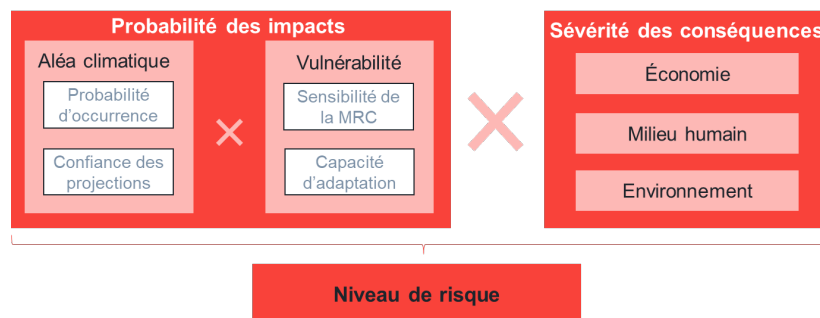 Probabilité des impacts
Aléa climatique
Probabilité
d'occurrence
Confiance des
projections
×
Vulnérabilité
Sensibilité de
la MRC
Capacité
d'adaptation
×
Sévérité des conséquences
Économie
Milieu humain
Environnement
Niveau de risque